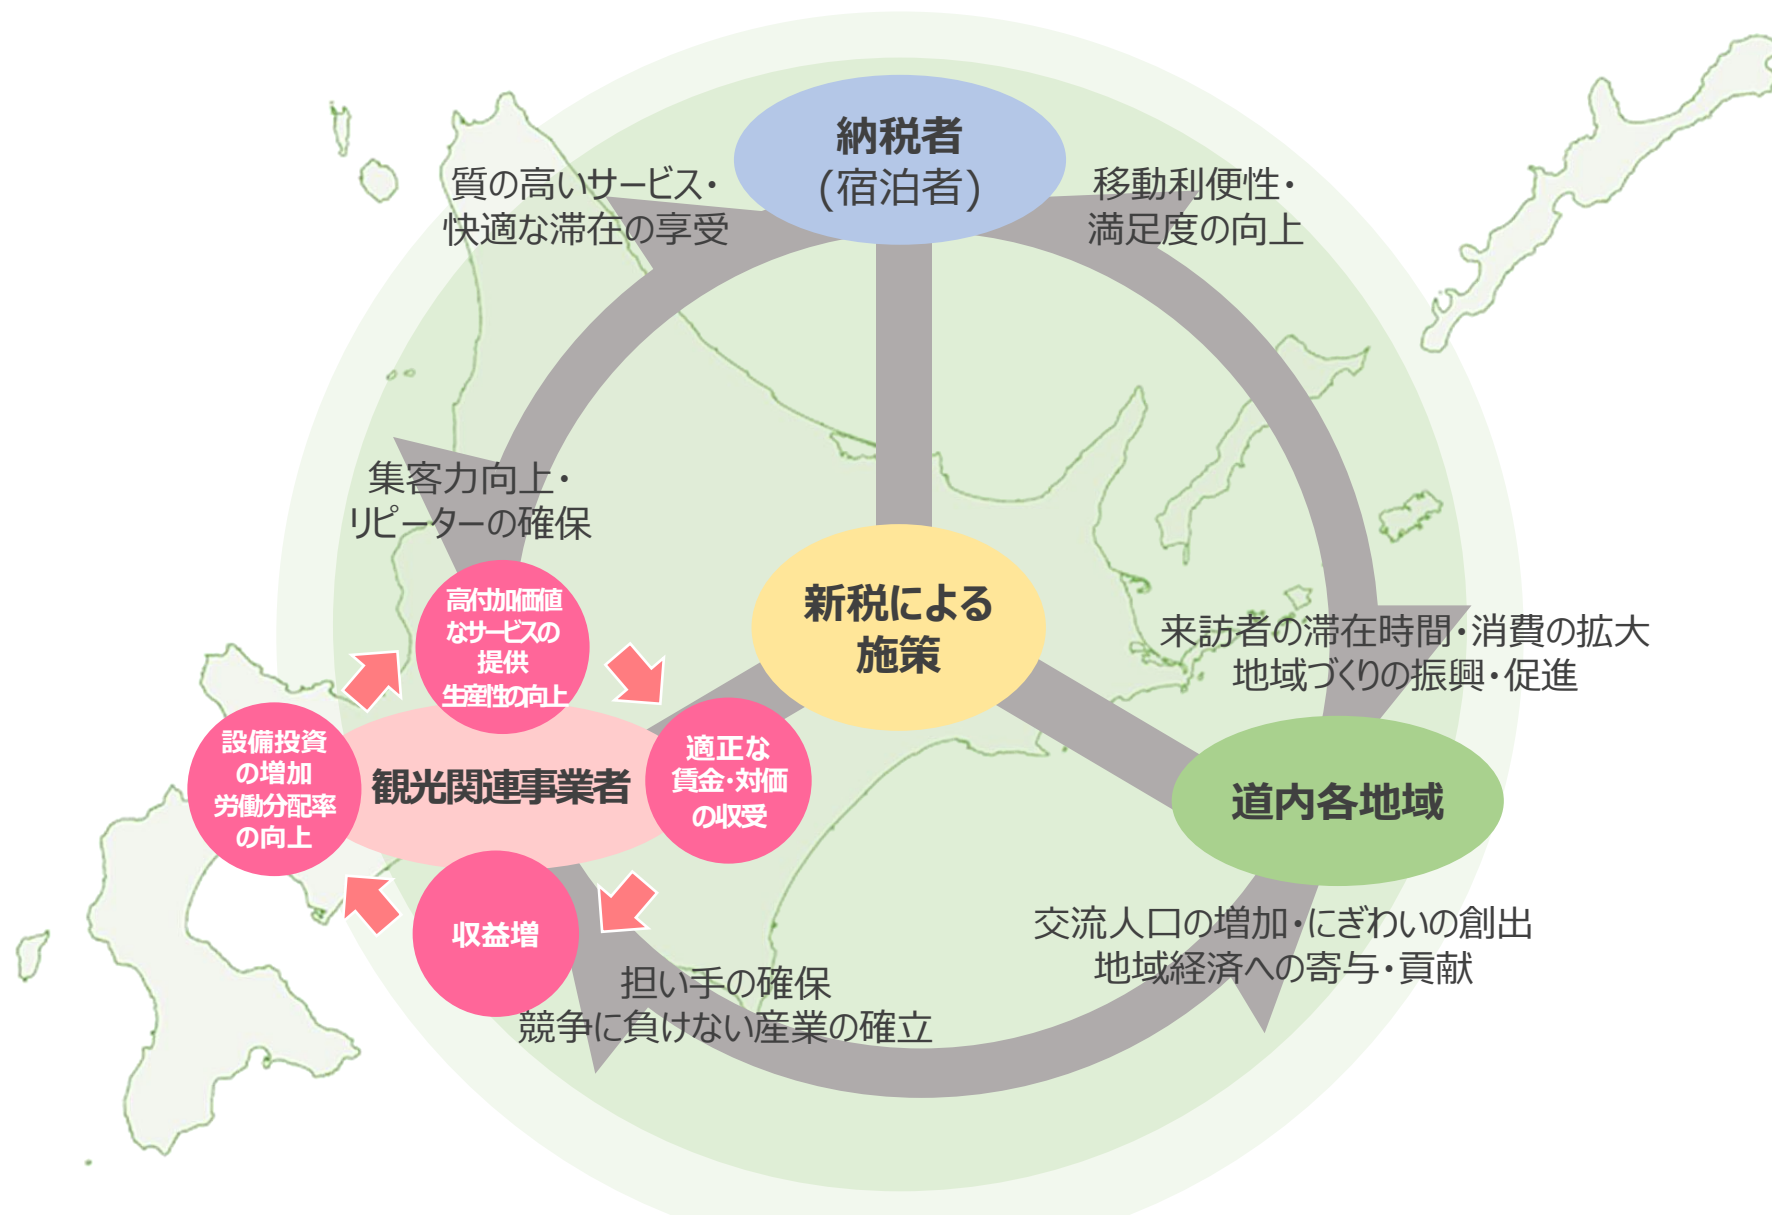 納税者
(宿泊者)
質の高いサービス・
快適な滞在の享受
移動利便性・
満足度の向上
集客力向上・
リピーターの確保
新税による
施策
高付加価値
なサービスの
提供
生産性の向上
来訪者の滞在時間・消費の拡大
地域づくりの振興・促進
設備投資
の増加
労働分配率
の向上
観光関連事業者
適正な
賃金・対価
の収受
道内各地域
収益増
交流人口の増加・にぎわいの創出
地域経済への寄与・貢献
担い手の確保
競争に負けない産業の確立